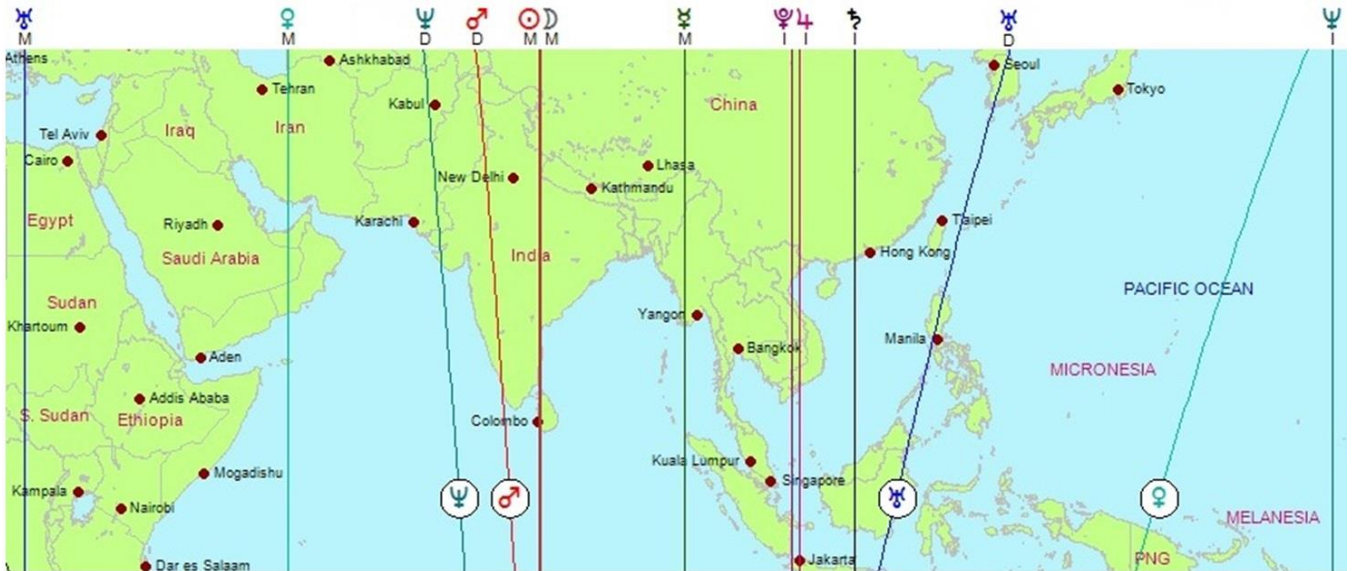 ♅ ♀ ♆ ♂ ☉ ☽ ☿ ♇ ♃ ♄ ♅ ♆
M M D D M M M I I I D I
Athens
Ashkhabad
Seoul
Tehran
Tokyo
Kabul
China
Iraq
Iran
Tel Aviv
Cairo
Lhasa
New Delhi
Kathmandu
Egypt
Riyadh
Karachi
Taipei
Saudi Arabia
India
Hong Kong
PACIFIC OCEAN
Sudan
Yangon
Khartoum
Manila
Bangkok
Aden
MICRONESIA
Addis Ababa
S. Sudan
Ethiopia
Colombo
Kuala Lumpur
Mogadishu
Singapore
Kampala
♆ ♂ ♅ ♀
Nairobi
MELANESIA
Jakarta
PNG
Dar es Salaam